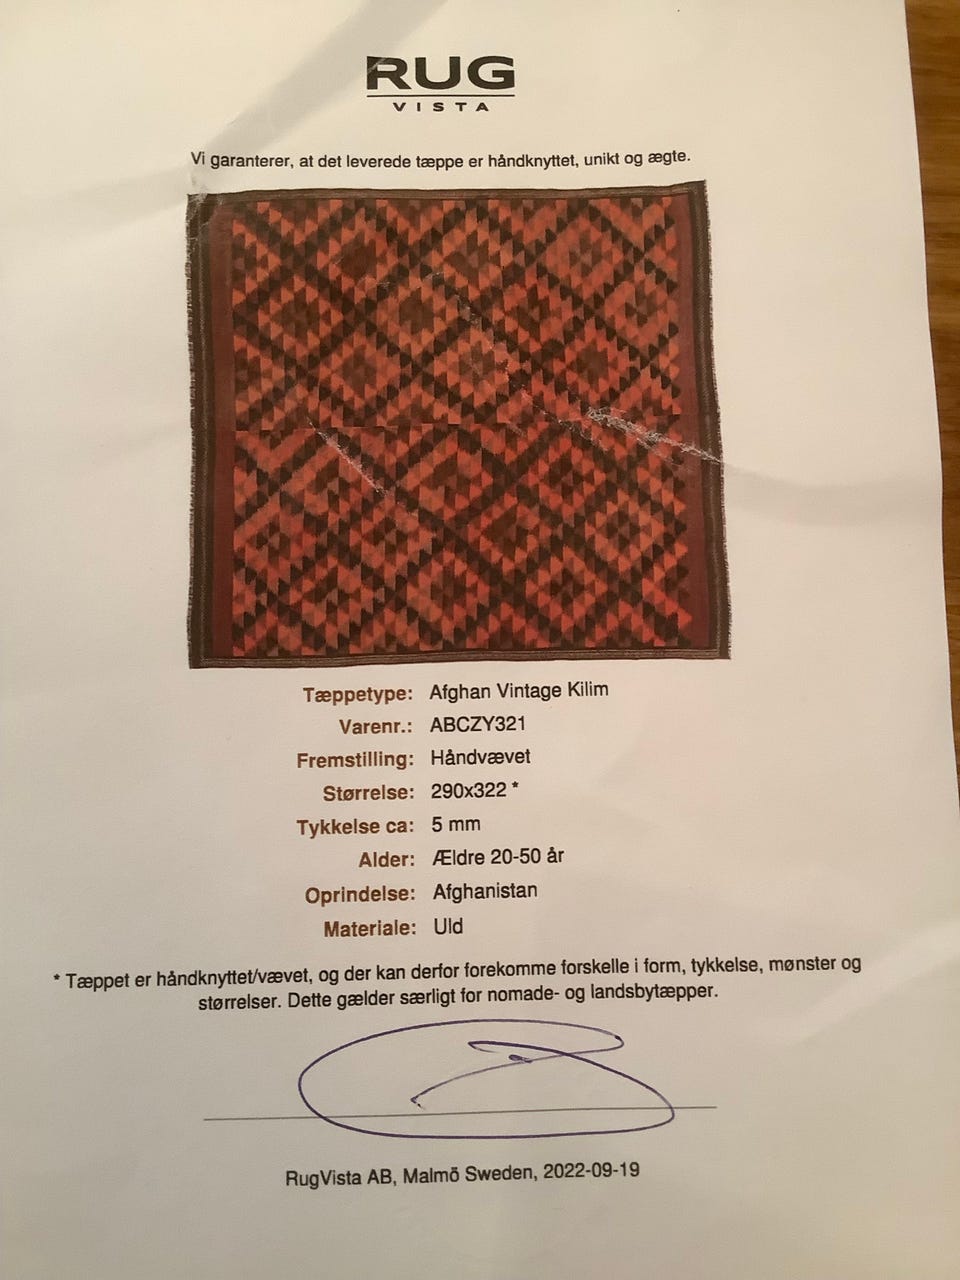 RUG
VISTA
Vi garanterer, at det leverede tæppe er håndknyttet, unikt og ægte.
Tæppetype: Afghan Vintage Kilim
Varenr.: ABCZY321
Fremstilling: Håndvævet
Størrelse: 290x322 *
Tykkelse ca: 5 mm
Alder: Ældre 20-50 år
Oprindelse: Afghanistan
Materiale: Uld
* Tæppet er håndknyttet/vævet, og der kan derfor forekomme forskelle i form, tykkelse, mønster og
størrelser. Dette gælder særligt for nomade- og landsbytæpper.
RugVista AB, Malmö Sweden, 2022-09-19